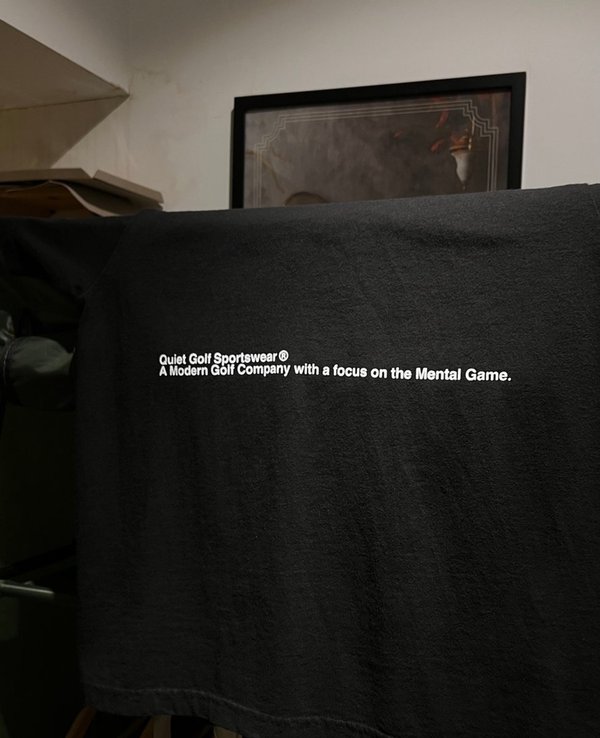 Quiet Golf Sportswear®
A Modern Golf Company with a focus on the Mental Game.